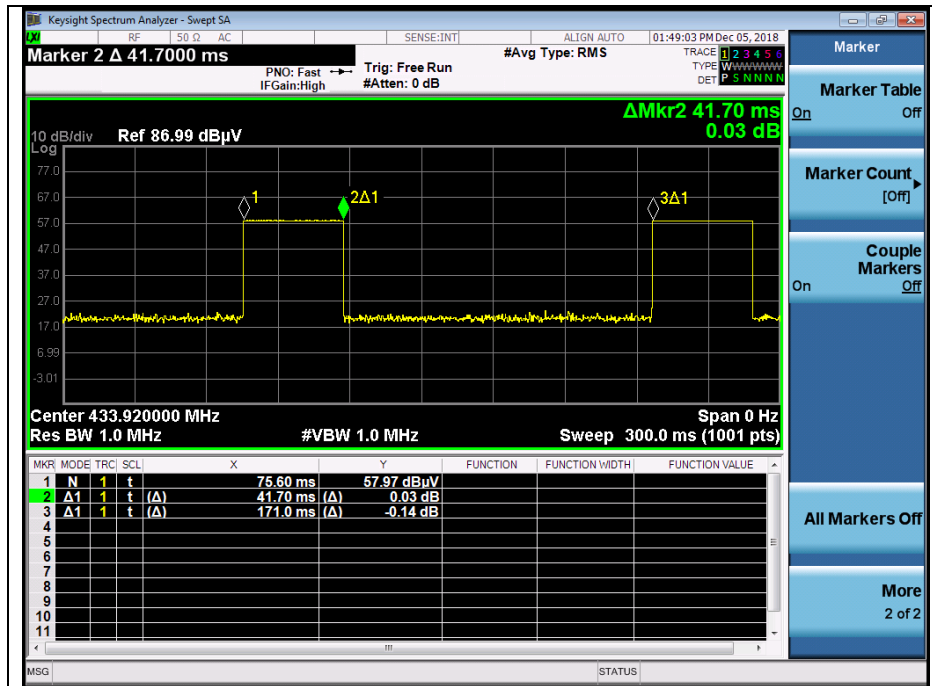 Keysight Spectrum Analyzer - Swept SA
LXI RF 50 Ω AC SENSE:INT ALIGN AUTO 01:49:03 PM Dec 05, 2018
Marker 2 Δ 41.7000 ms
PNO: Fast
IFGain:High
Trig: Free Run
#Atten: 0 dB
#Avg Type: RMS
TRACE 1 2 3 4 5 6
TYPE WWWWWW
DET P S N N N N
ΔMkr2 41.70 ms
0.03 dB
10 dB/div Ref 86.99 dBµV
Log
77.0
67.0
57.0
47.0
37.0
27.0
17.0
6.99
-3.01
1
2Δ1
3Δ1
Center 433.920000 MHz Span 0 Hz
Res BW 1.0 MHz #VBW 1.0 MHz Sweep 300.0 ms (1001 pts)
MKR MODE TRC SCL X Y FUNCTION FUNCTION WIDTH FUNCTION VALUE
1 N 1 t 75.60 ms 57.97 dBµV
2 Δ1 1 t (Δ) 41.70 ms (Δ) 0.03 dB
3 Δ1 1 t (Δ) 171.0 ms (Δ) -0.14 dB
4
5
6
7
8
9
10
11
MSG STATUS
Marker
Marker Table
On Off
Marker Count
[Off]
Couple
Markers
On Off
All Markers Off
More
2 of 2